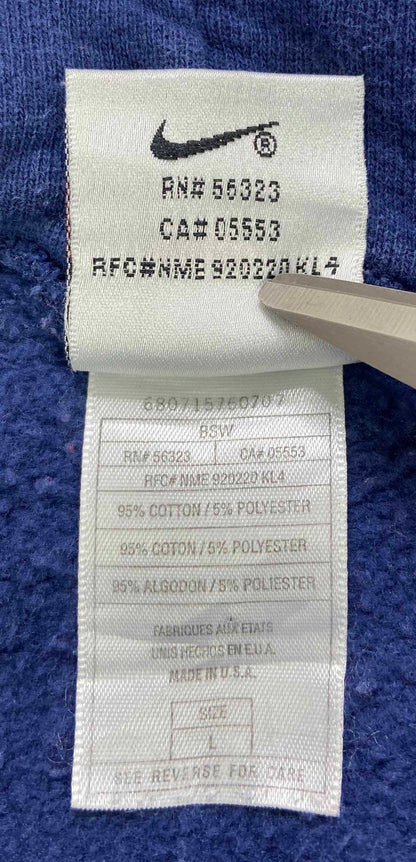 ®
RN# 56323
CA# 05553
RFC#NME 920220 KL4
680715760707
BSW
RN# 56323 CA# 05553
RFC# NME 920220 KL4
95% COTTON / 5% POLYESTER
95% COTON / 5% POLYESTER
95% ALGODON / 5% POLIESTER
FABRIQUES AUX ETATS
UNIS HECHOS EN E.U.A.
MADE IN U.S.A.
SIZE
L
SEE REVERSE FOR CARE